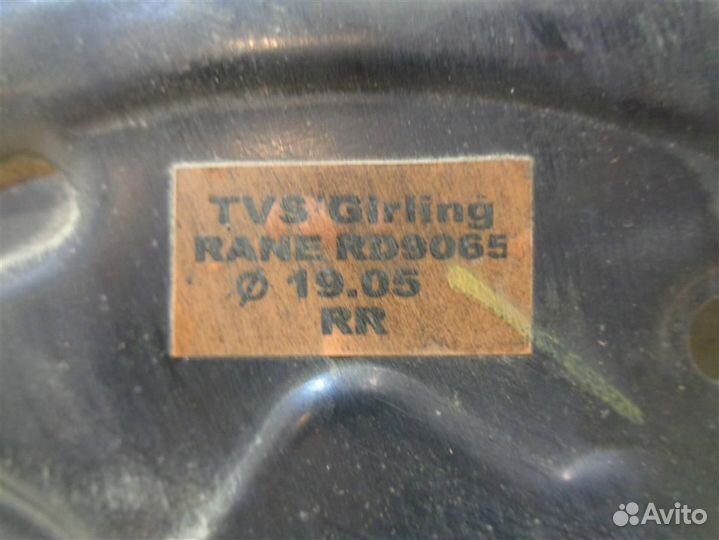 TVS Girling
RANE RD9065
Ø 19.05
RR
Avito